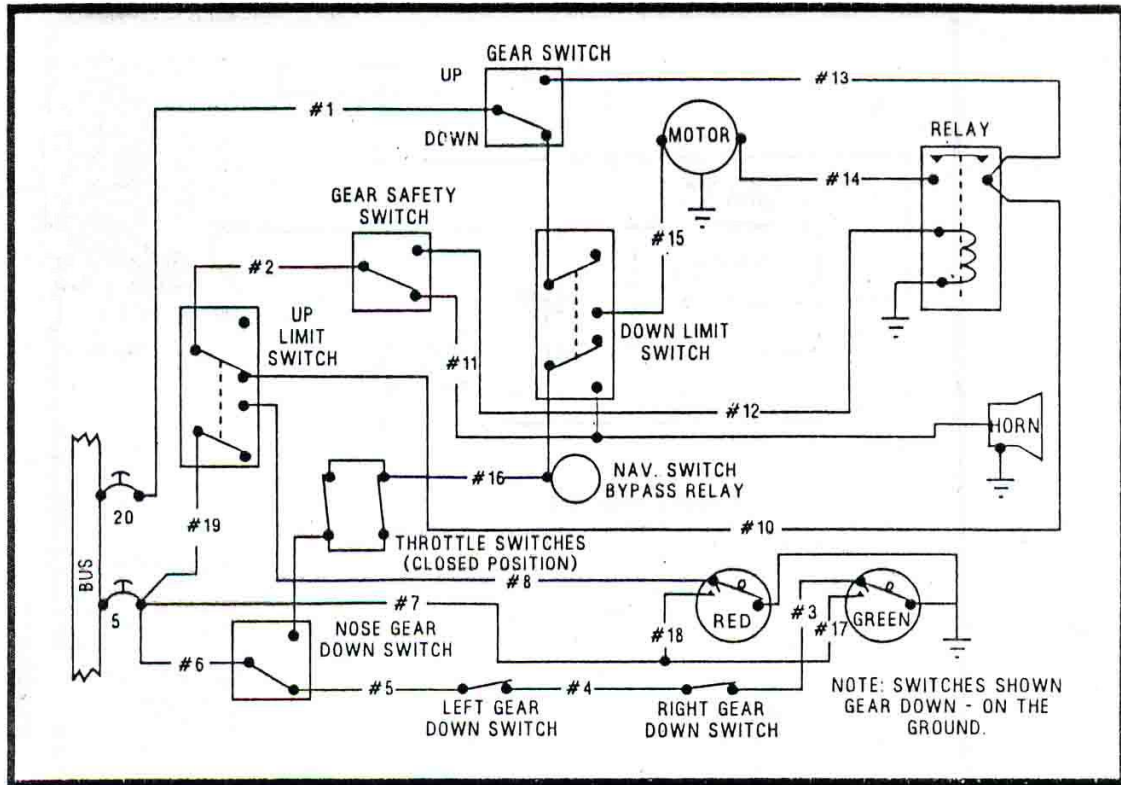 GEAR SWITCH
UP
#13
#1
DOWN
MOTOR
RELAY
#14
GEAR SAFETY
SWITCH
#15
#2
UP
LIMIT
SWITCH
DOWN LIMIT
SWITCH
#11
#12
HORN
#16
NAV. SWITCH
BYPASS RELAY
20
#19
#10
THROTTLE SWITCHES
(CLOSED POSITION)
BUS
#8
5
#7
#3
RED
GREEN
#18
#17
NOSE GEAR
DOWN SWITCH
#6
#5
#4
LEFT GEAR
DOWN SWITCH
RIGHT GEAR
DOWN SWITCH
NOTE: SWITCHES SHOWN
GEAR DOWN - ON THE
GROUND.